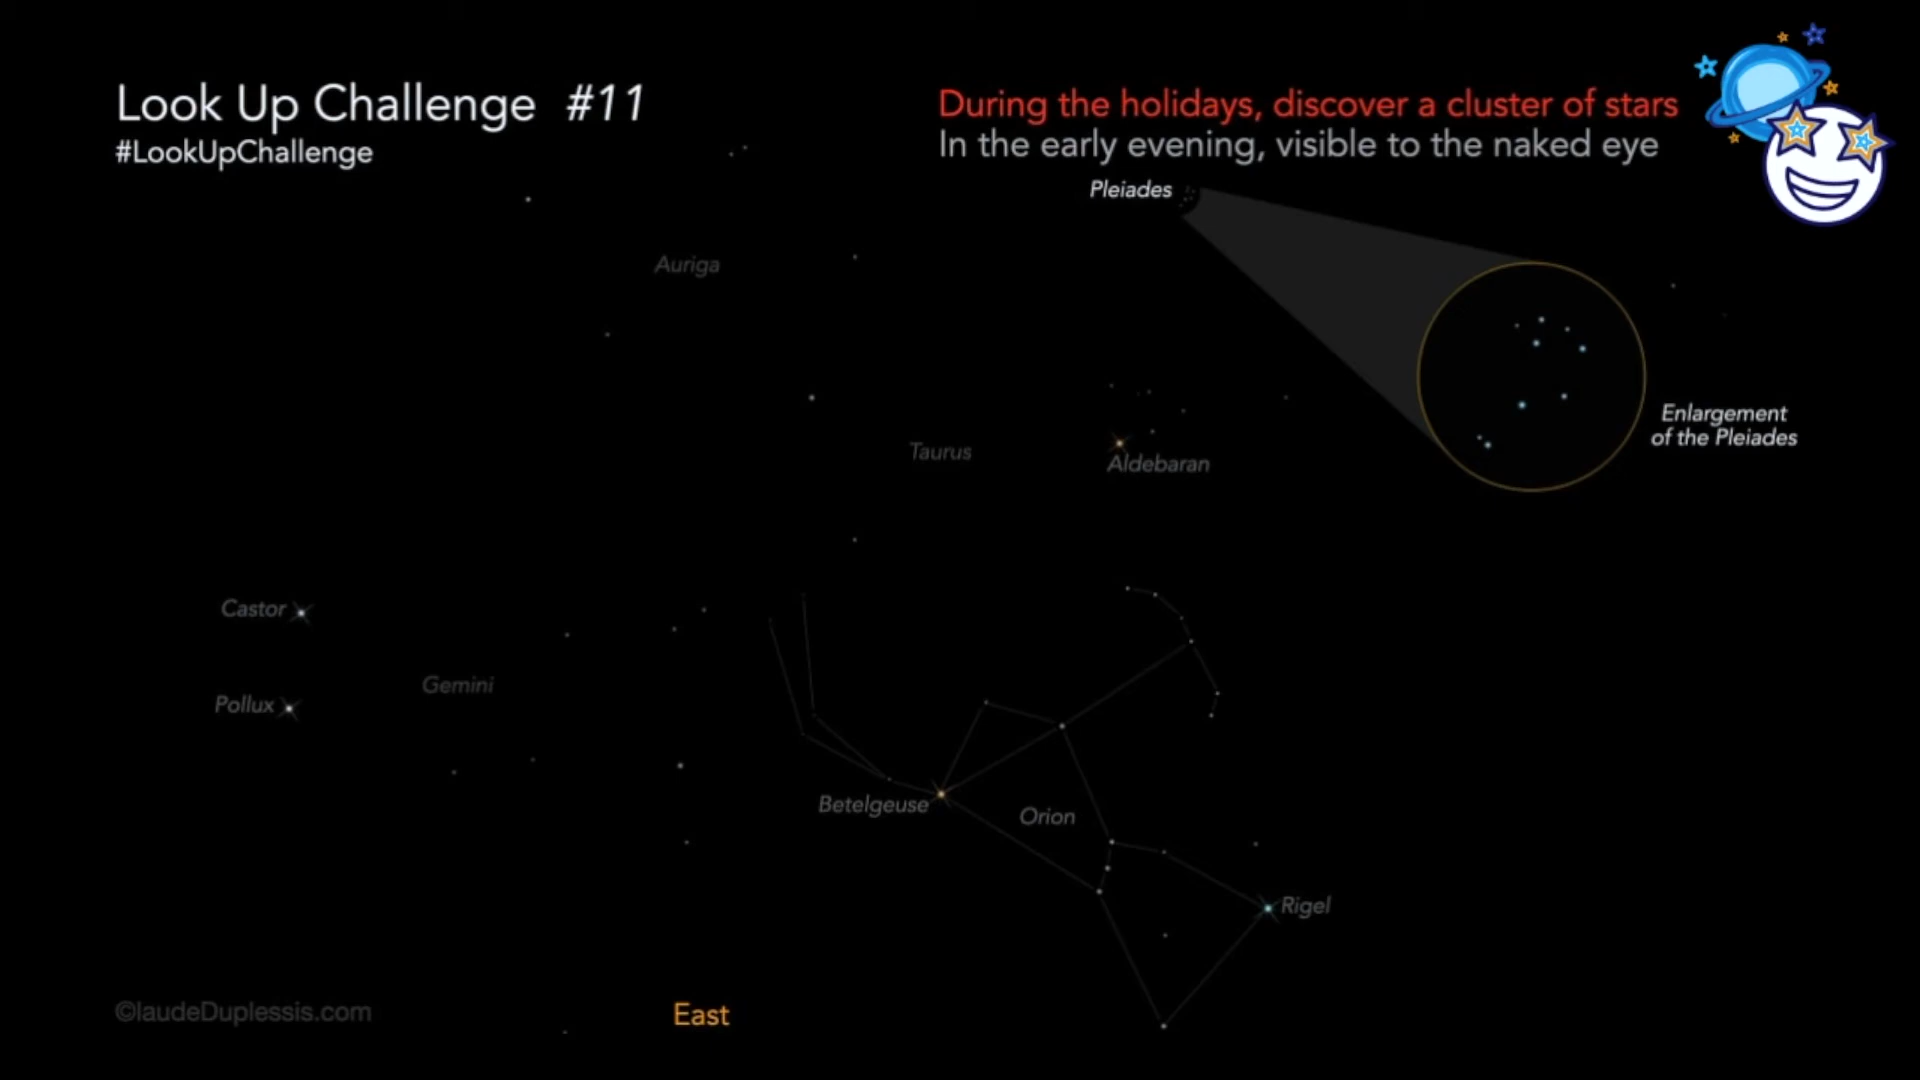 Look Up Challenge #11
#LookUpChallenge
During the holidays, discover a cluster of stars
In the early evening, visible to the naked eye
Pleiades
Auriga
Enlargement
of the Pleiades
Taurus
Aldebaran
Castor
Pollux
Gemini
Betelgeuse
Orion
Rigel
©laudeDuplessis.com
East